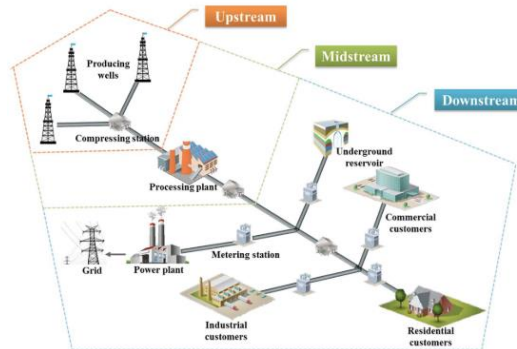 Upstream
Midstream
Downstream
Producing
wells
Compressing station
Processing plant
Underground
reservoir
Commercial
customers
Grid
Power plant
Metering station
Industrial
customers
Residential
customers